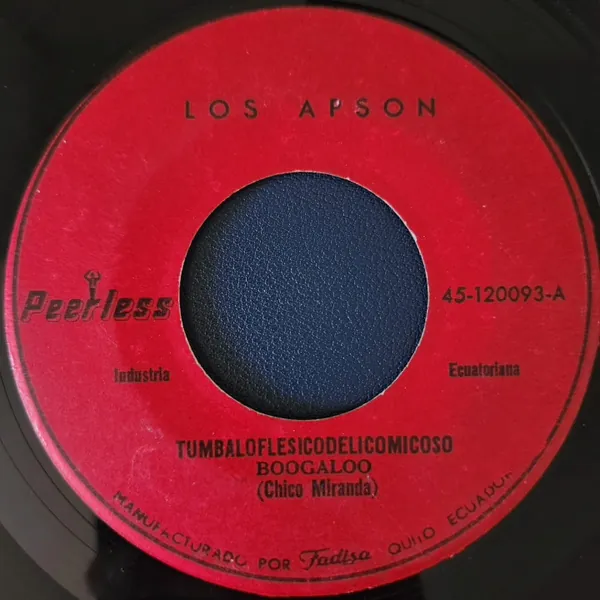 LOS APSON
Peerless
45-120093-A
Industria
Ecuatoriana
TUMBALOFLESICODELICOMICOSO
BOOGALOO
(Chico Miranda)
MANUFACTURADO POR Fadisa QUITO ECUADOR